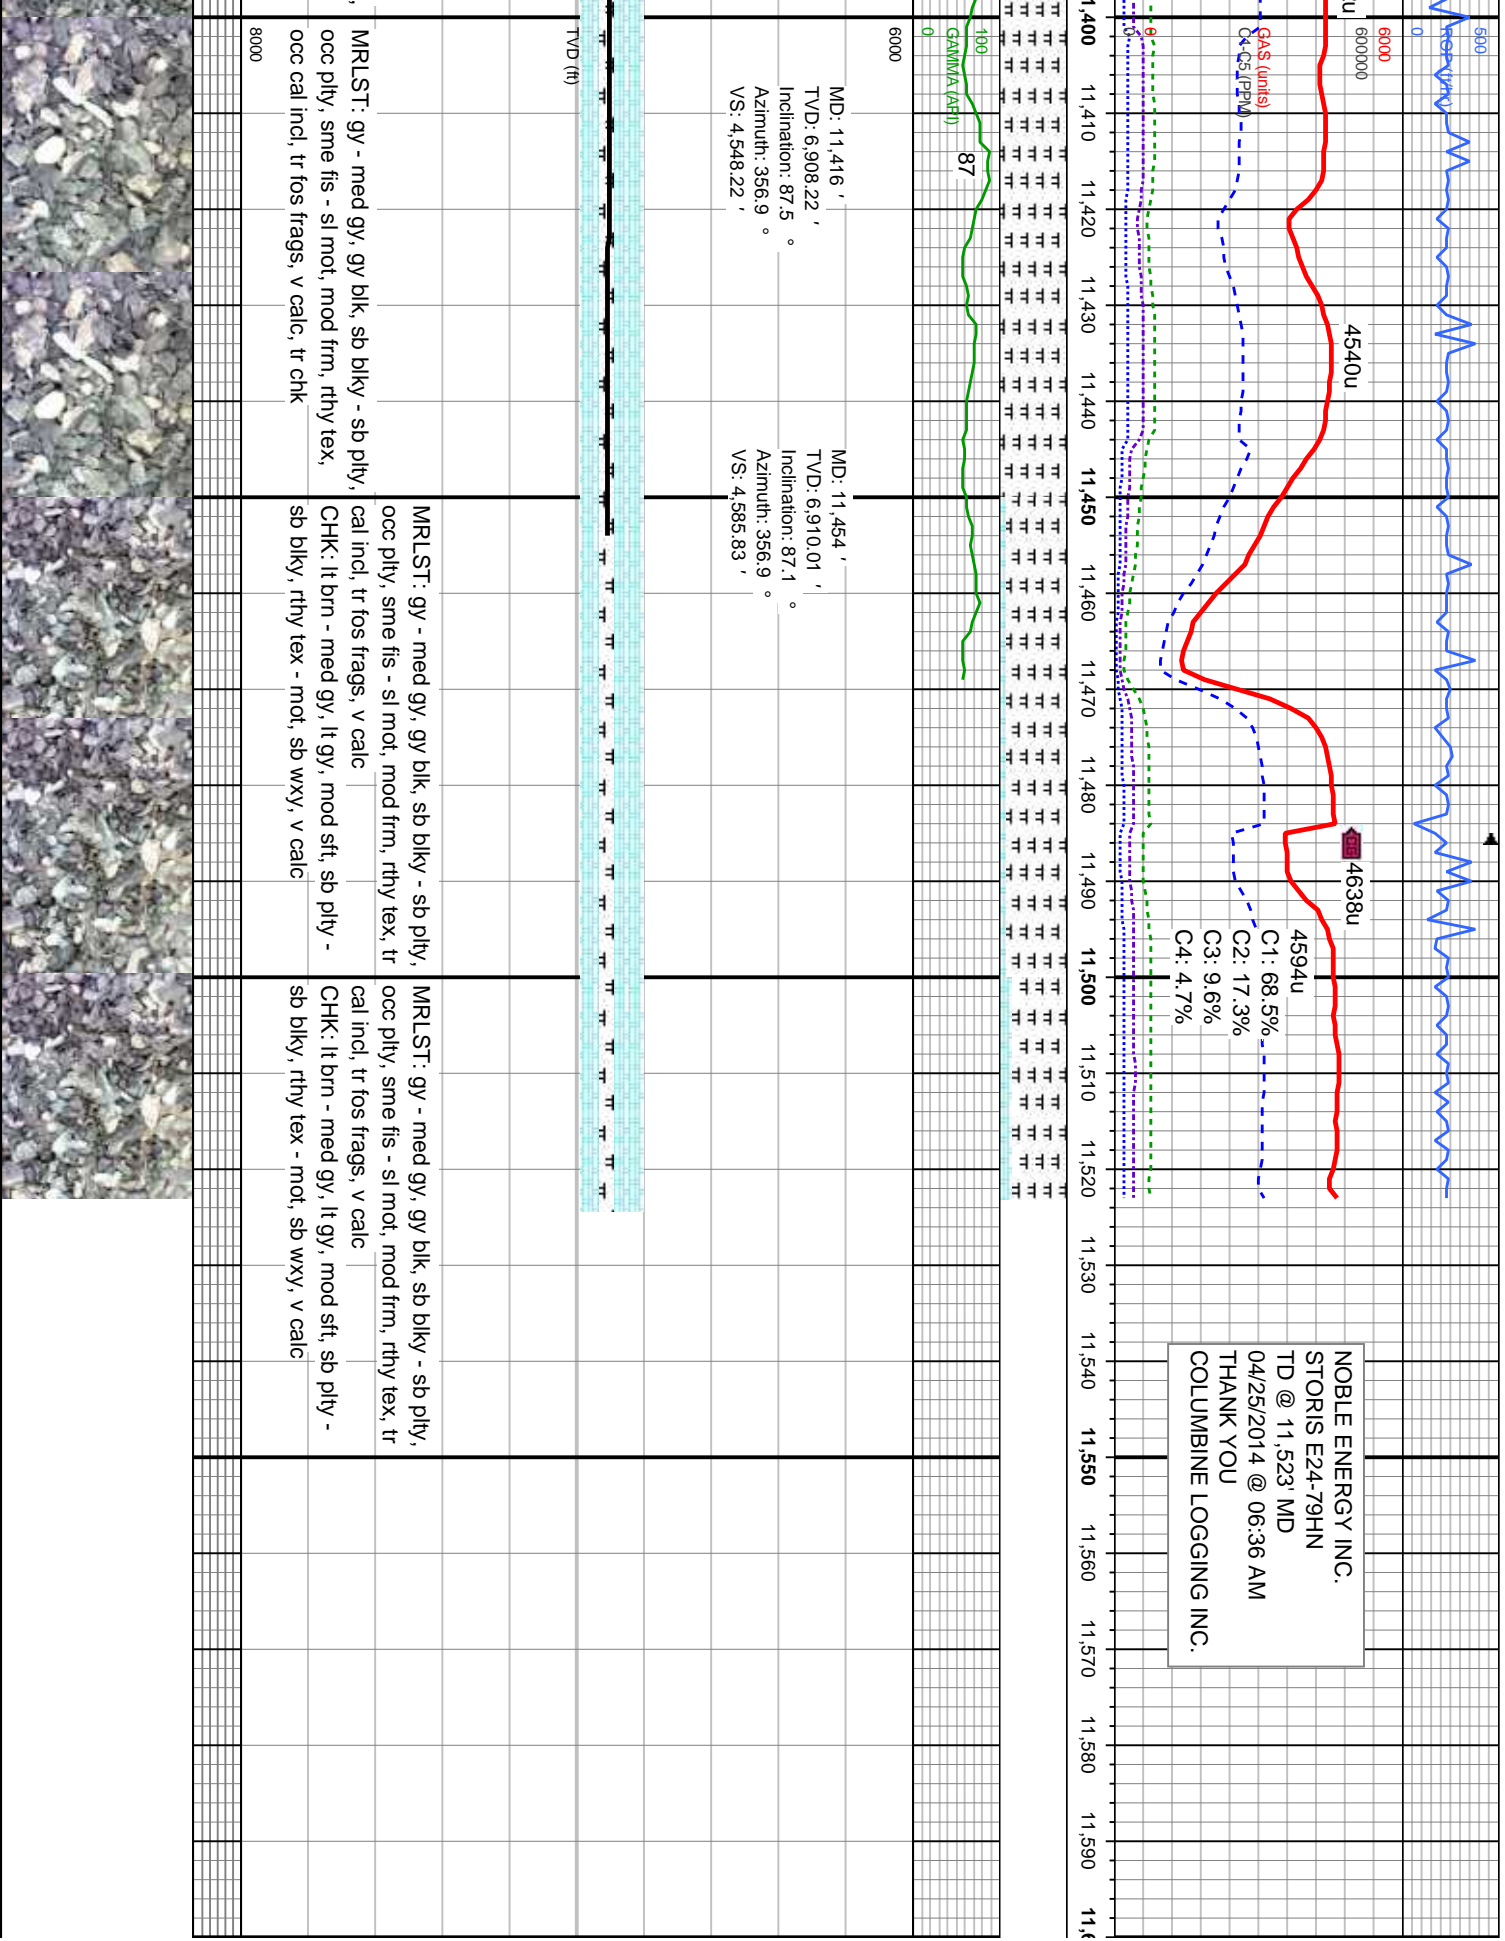 500
0
ROP (ft/hr)
6000
600000
GAS (units)
C1-C5 (PPM)
0
0
4540u
4638u
4594u
C1: 68.5%
C2: 17.3%
C3: 9.6%
C4: 4.7%
NOBLE ENERGY INC.
STORIS E24-79HN
TD @ 11,523' MD
04/25/2014 @ 06:36 AM
THANK YOU
COLUMBINE LOGGING INC.
11,400
11,410
11,420
11,430
11,440
11,450
11,460
11,470
11,480
11,490
11,500
11,510
11,520
11,530
11,540
11,550
11,560
11,570
11,580
11,590
100
GAMMA (API)
0
87
6000
TVD (ft)
8000
MD: 11,416 '
TVD: 6,908.22 '
Inclination: 87.5 °
Azimuth: 356.9 °
VS: 4,548.22 '
MD: 11,454 '
TVD: 6,910.01 '
Inclination: 87.1 °
Azimuth: 356.9 °
VS: 4,585.83 '
MRLST: gy - med gy, gy blk, sb blky - sb plty,
occ plty, sme fis - sl mot, mod frm, rthy tex,
occ cal incl, tr fos frags, v calc, tr chk
MRLST: gy - med gy, gy blk, sb blky - sb plty,
occ plty, sme fis - sl mot, mod frm, rthy tex, tr
cal incl, tr fos frags, v calc
CHK: lt brn - med gy, lt gy, mod sft, sb plty -
sb blky, rthy tex - mot, sb wxy, v calc
MRLST: gy - med gy, gy blk, sb blky - sb plty,
occ plty, sme fis - sl mot, mod frm, rthy tex, tr
cal incl, tr fos frags, v calc
CHK: lt brn - med gy, lt gy, mod sft, sb plty -
sb blky, rthy tex - mot, sb wxy, v calc